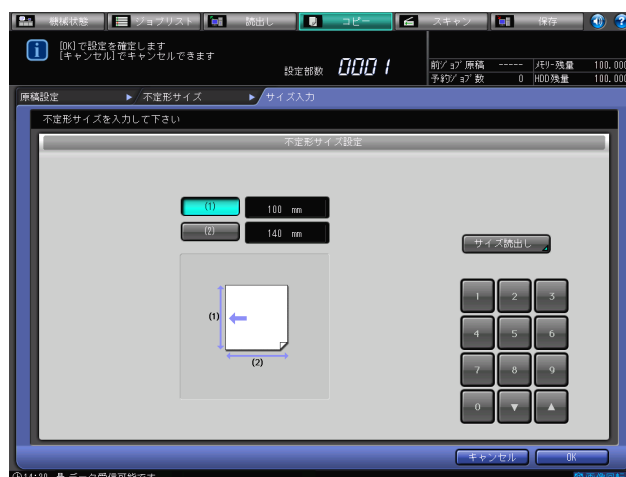 機械状態 ジョブリスト 読出し コピー スキャン 保存
[OK]で設定を確定します
[キャンセル]でキャンセルできます
設定部数 0001
前ジョブ原稿 ----- メモリー残量 100.000
予約ジョブ数 0 HDD残量 100.000
原稿設定 ▶ 不定形サイズ ▶ サイズ入力
不定形サイズを入力して下さい
不定形サイズ設定
(1) 100 mm
(2) 140 mm
サイズ読出し
(1)
(2)
1 2 3
4 5 6
7 8 9
0 ▼ ▲
キャンセル OK